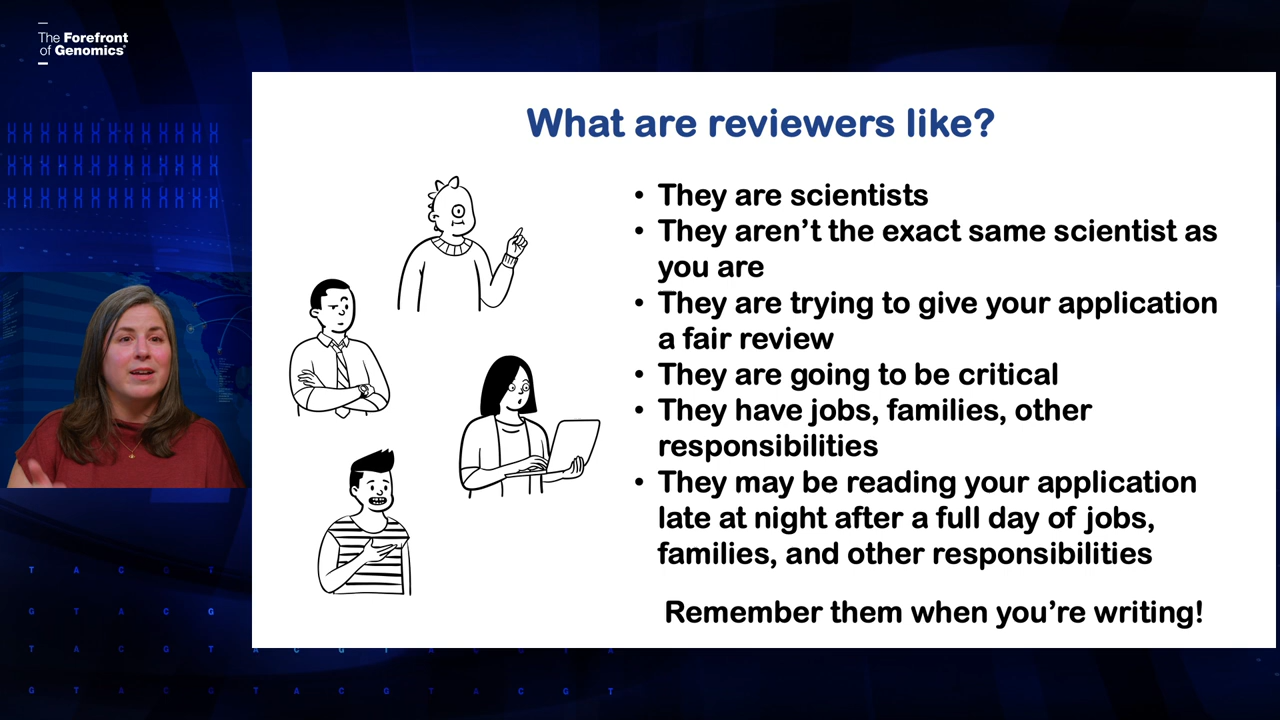 The Forefront
of Genomics®
What are reviewers like?
• They are scientists
• They aren’t the exact same scientist as
you are
• They are trying to give your application
a fair review
• They are going to be critical
• They have jobs, families, other
responsibilities
• They may be reading your application
late at night after a full day of jobs,
families, and other responsibilities
Remember them when you’re writing!
T A C G T
G T A C G
T A C G T A C G T A
G T A C G T A C G T